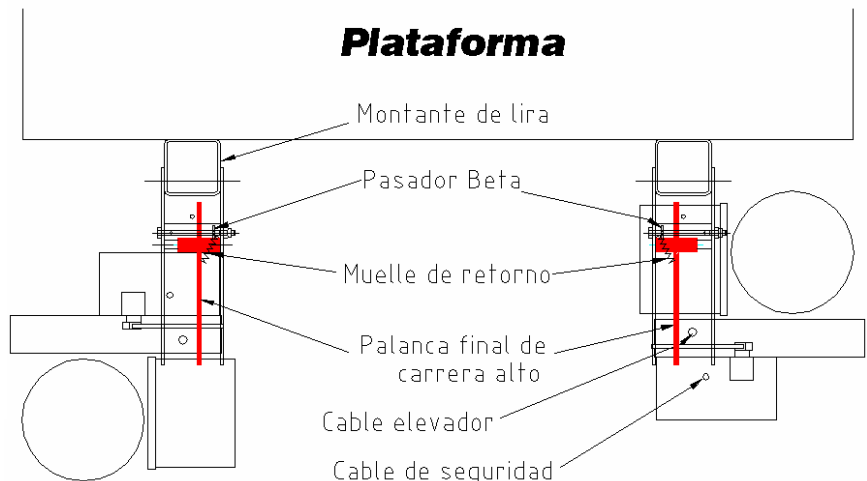 Plataforma
Montante de lira
Pasador Beta
Muelle de retorno
Palanca final de
carrera alto
Cable elevador
Cable de seguridad